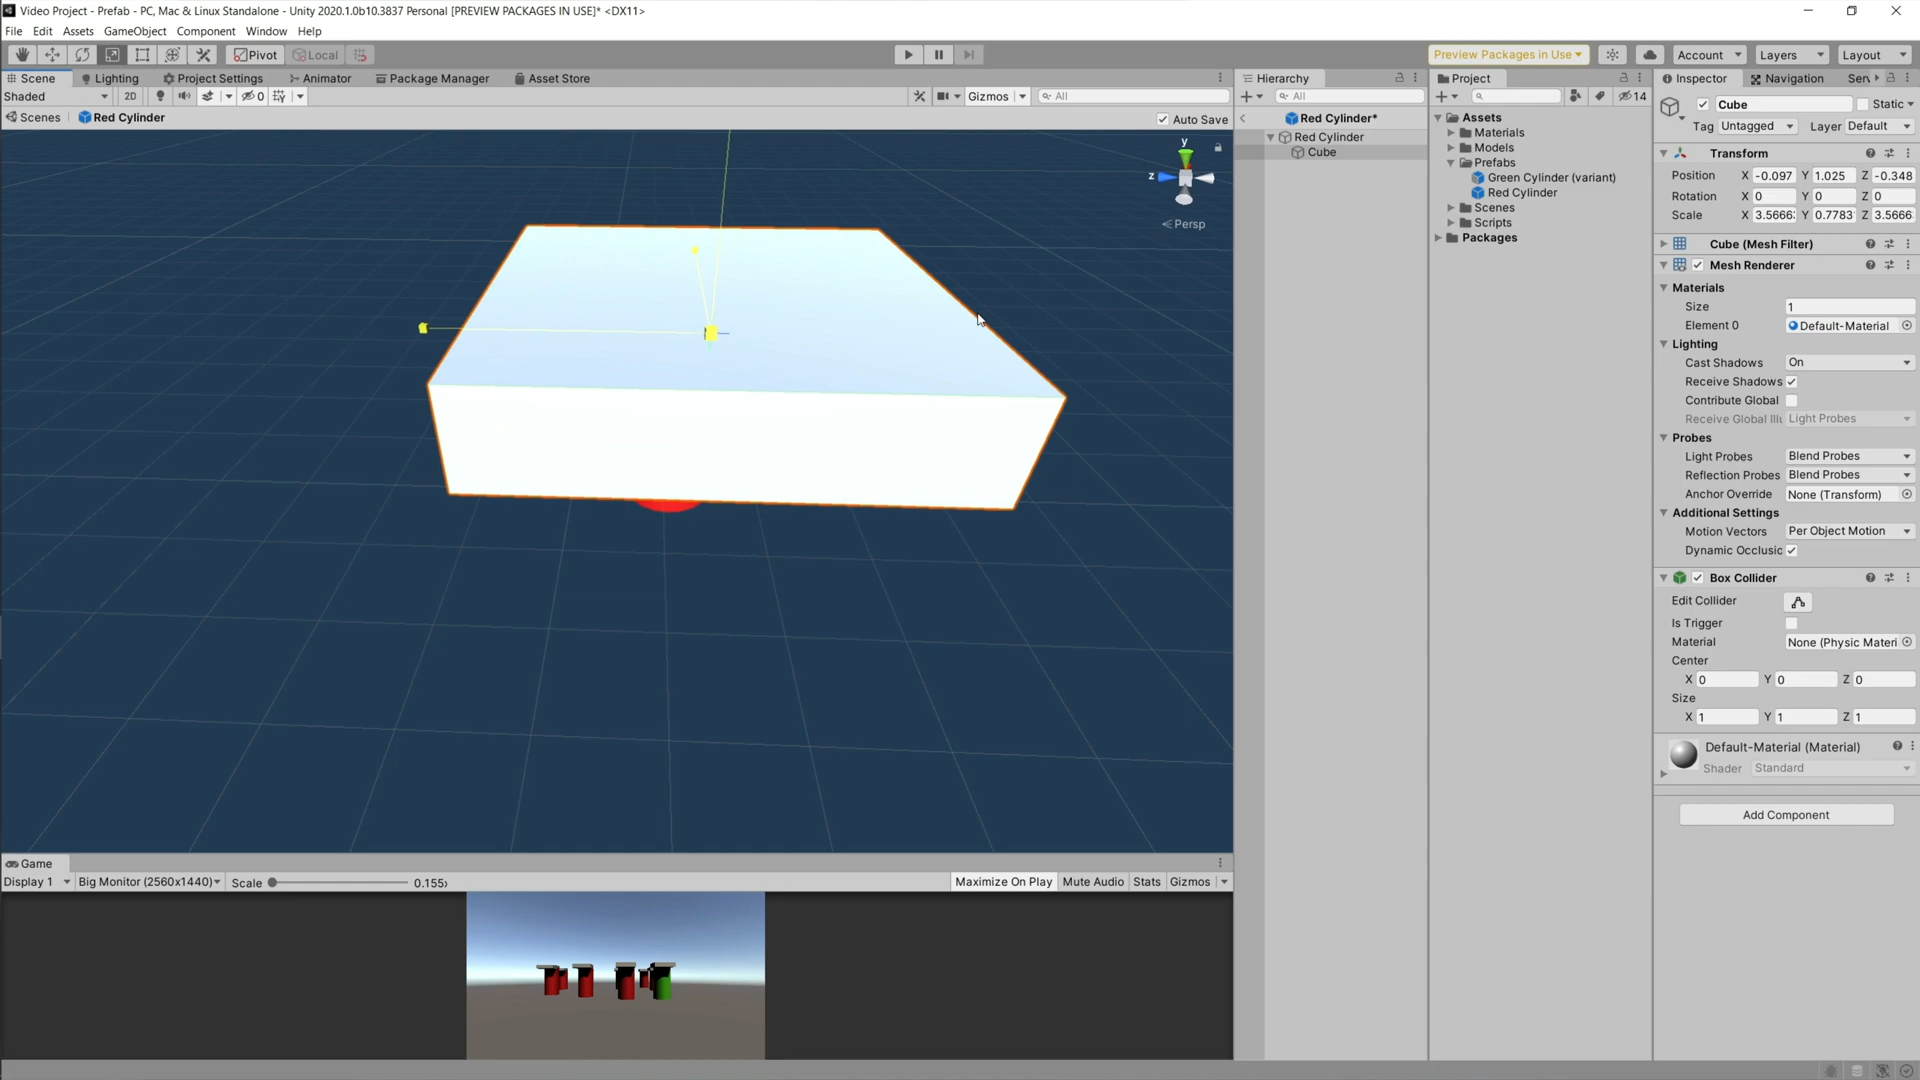 Video Project - Prefab - PC, Mac & Linux Standalone - Unity 2020.1.0b10.3837 Personal [PREVIEW PACKAGES IN USE]* <DX11>
File Edit Assets GameObject Component Window Help
Pivot Local Preview Packages in Use Account Layers Layout
Scene Lighting Project Settings Animator Package Manager Asset Store
Shaded 2D 0 Gizmos All
Scenes Red Cylinder Auto Save
y
z
Persp
Hierarchy
All
Red Cylinder*
Red Cylinder
Cube
Project
14
Assets
Materials
Models
Prefabs
Green Cylinder (variant)
Red Cylinder
Scenes
Scripts
Packages
Inspector Navigation Serv
Cube Static
Tag Untagged Layer Default
Transform
Position X -0.097 Y 1.025 Z -0.348
Rotation X 0 Y 0 Z 0
Scale X 3.5666 Y 0.7783 Z 3.5666
Cube (Mesh Filter)
Mesh Renderer
Materials
Size 1
Element 0 Default-Material
Lighting
Cast Shadows On
Receive Shadows
Contribute Global
Receive Global Illu Light Probes
Probes
Light Probes Blend Probes
Reflection Probes Blend Probes
Anchor Override None (Transform)
Additional Settings
Motion Vectors Per Object Motion
Dynamic Occlusic
Box Collider
Edit Collider
Is Trigger
Material None (Physic Materi
Center
X 0 Y 0 Z 0
Size
X 1 Y 1 Z 1
Default-Material (Material)
Shader Standard
Add Component
Game
Display 1 Big Monitor (2560x1440) Scale 0.155 Maximize On Play Mute Audio Stats Gizmos